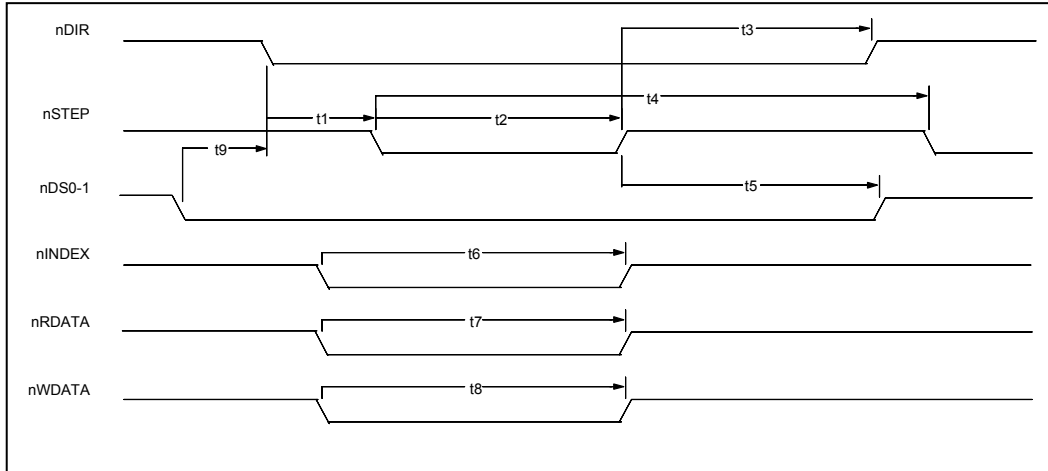 nDIR
t3
nSTEP
t4
t1
t2
t9
nDS0-1
t5
nINDEX
t6
nRDATA
t7
nWDATA
t8